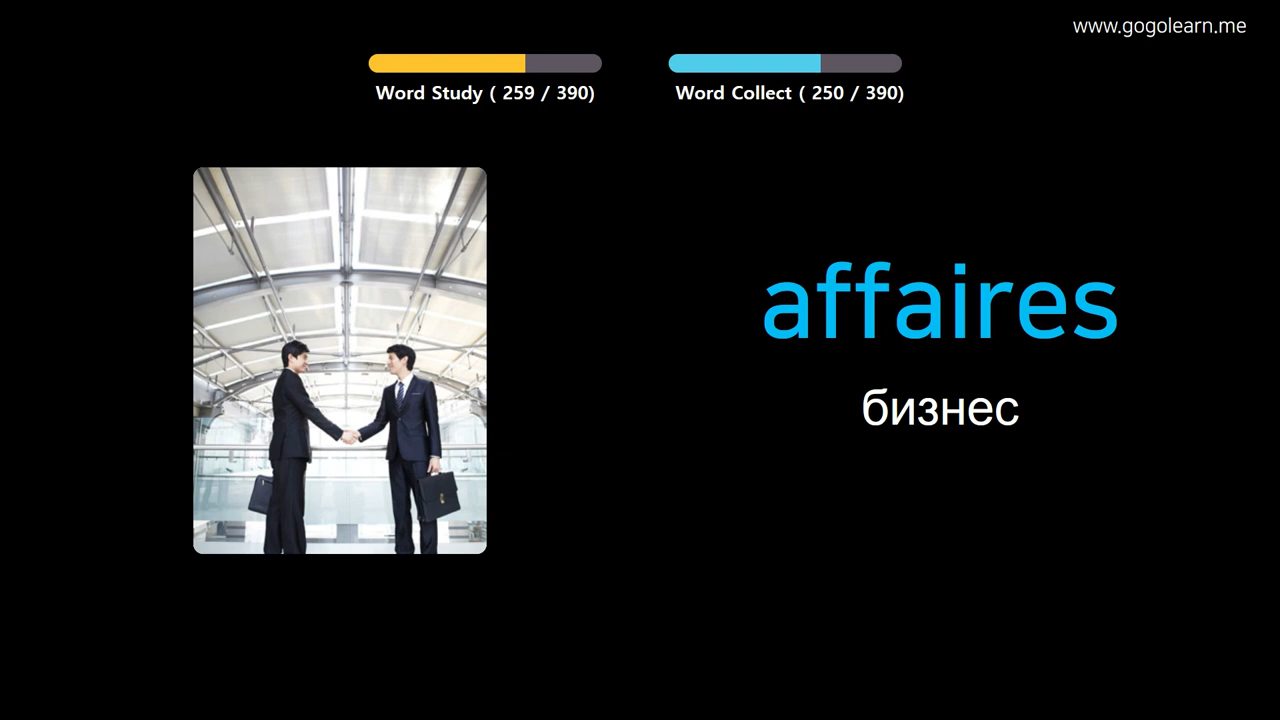 www.gogolearn.me
Word Study ( 259 / 390)
Word Collect ( 250 / 390)
affaires
бизнес